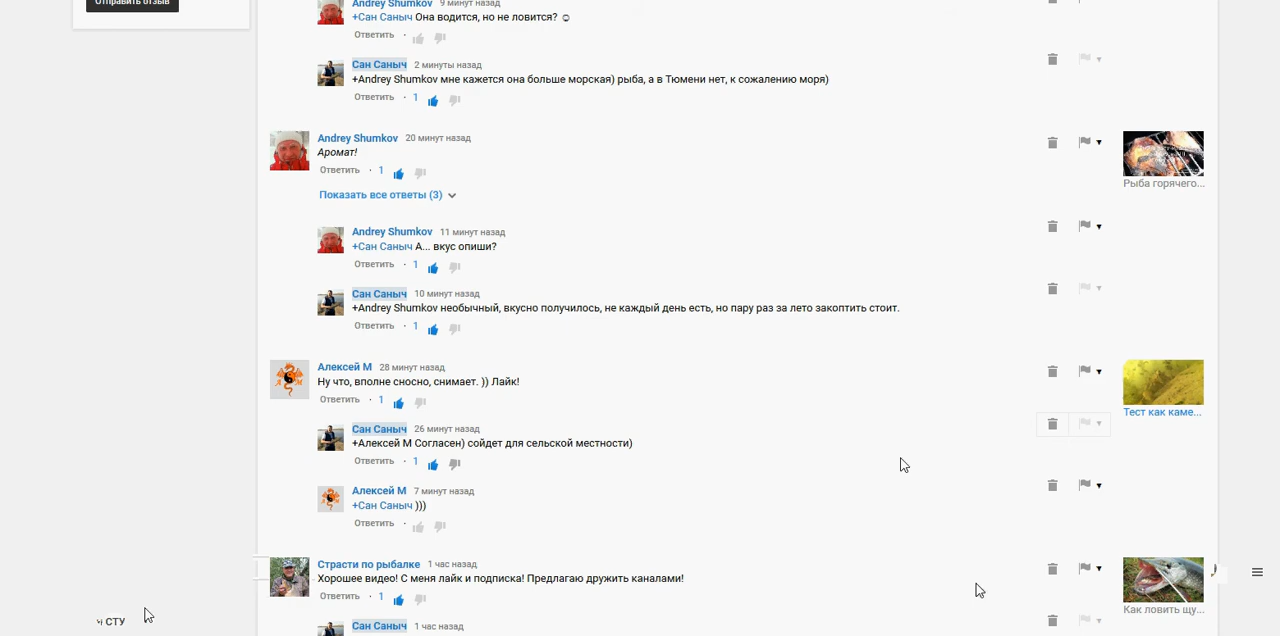 Отправить отзыв
Andrey Shumkov 9 минут назад
+Сан Саныч Она водится, но не ловится? ☺
Ответить ·
Сан Саныч 2 минуты назад
+Andrey Shumkov мне кажется она больше морская) рыба, а в Тюмени нет, к сожалению моря)
Ответить · 1
Andrey Shumkov 20 минут назад
Аромат!
Ответить · 1
Показать все ответы (3)
Рыба горячего...
Andrey Shumkov 11 минут назад
+Сан Саныч А... вкус опиши?
Ответить · 1
Сан Саныч 10 минут назад
+Andrey Shumkov необычный, вкусно получилось, не каждый день есть, но пару раз за лето закоптить стоит.
Ответить · 1
Алексей М 28 минут назад
Ну что, вполне сносно, снимает. )) Лайк!
Ответить · 1
Тест как каме...
Сан Саныч 26 минут назад
+Алексей М Согласен) сойдет для сельской местности)
Ответить · 1
Алексей М 7 минут назад
+Сан Саныч )))
Ответить ·
Страсти по рыбалке 1 час назад
Хорошее видео! С меня лайк и подписка! Предлагаю дружить каналами!
Ответить · 1
Как ловить щу...
СТУ
Сан Саныч 1 час назад